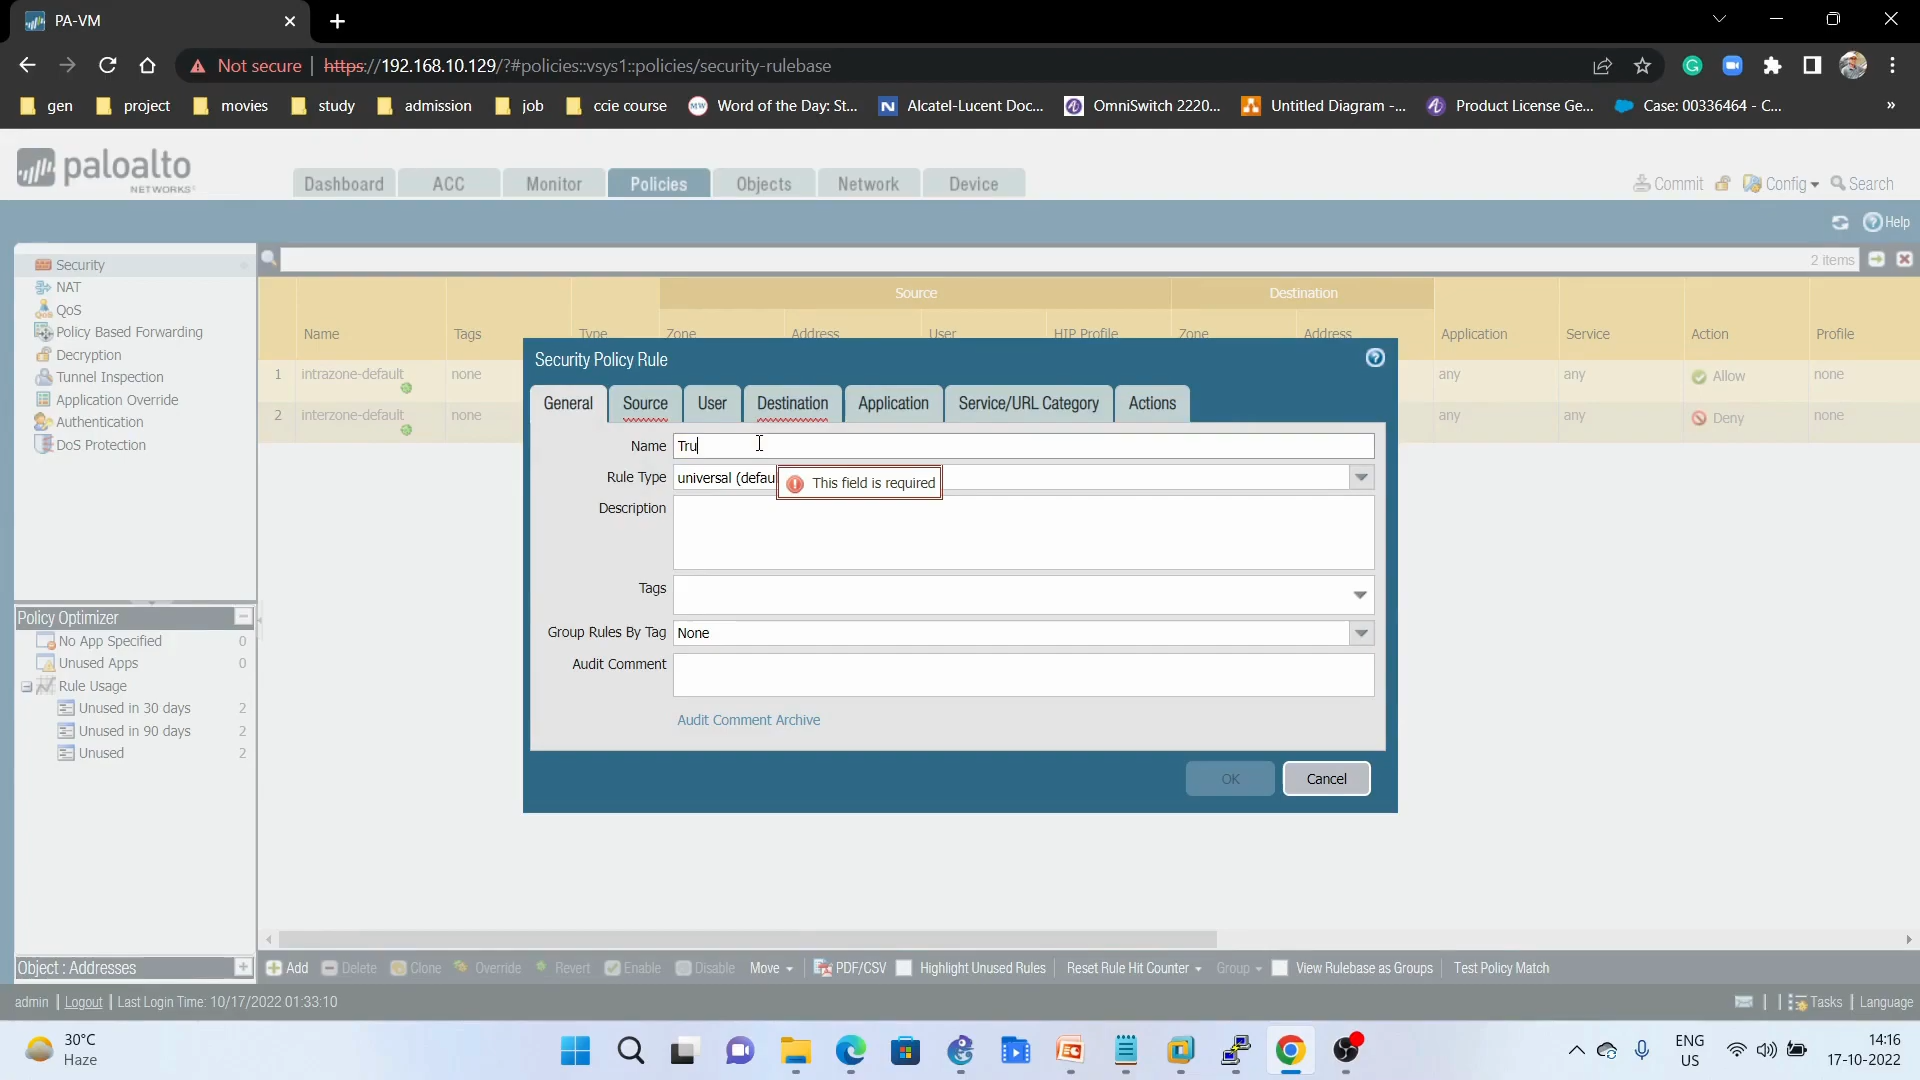 PA-VM
Not secure | https://192.168.10.129/?#policies::vsys1::policies/security-rulebase
gen project movies study admission job ccie course Word of the Day: St... Alcatel-Lucent Doc... OmniSwitch 2220... Untitled Diagram -... Product License Ge... Case: 00336464 - C... »
paloalto
NETWORKS
Dashboard ACC Monitor Policies Objects Network Device
Commit Config Search
Help
Security
NAT
QoS
Policy Based Forwarding
Decryption
Tunnel Inspection
Application Override
Authentication
DoS Protection
2 items
Source Destination
Name Tags Type Zone Address User HIP Profile Zone Address Application Service Action Profile
1 intrazone-default none any any Allow none
2 interzone-default none any any Deny none
Security Policy Rule
General Source User Destination Application Service/URL Category Actions
Name Tru
Rule Type universal (defau
This field is required
Description
Tags
Group Rules By Tag None
Audit Comment
Audit Comment Archive
OK Cancel
Policy Optimizer
No App Specified 0
Unused Apps 0
Rule Usage
Unused in 30 days 2
Unused in 90 days 2
Unused 2
Object : Addresses
Add Delete Clone Override Revert Enable Disable Move PDF/CSV Highlight Unused Rules Reset Rule Hit Counter Group View Rulebase as Groups Test Policy Match
admin | Logout | Last Login Time: 10/17/2022 01:33:10
Tasks | Language
30°C
Haze
ENG
US
14:16
17-10-2022